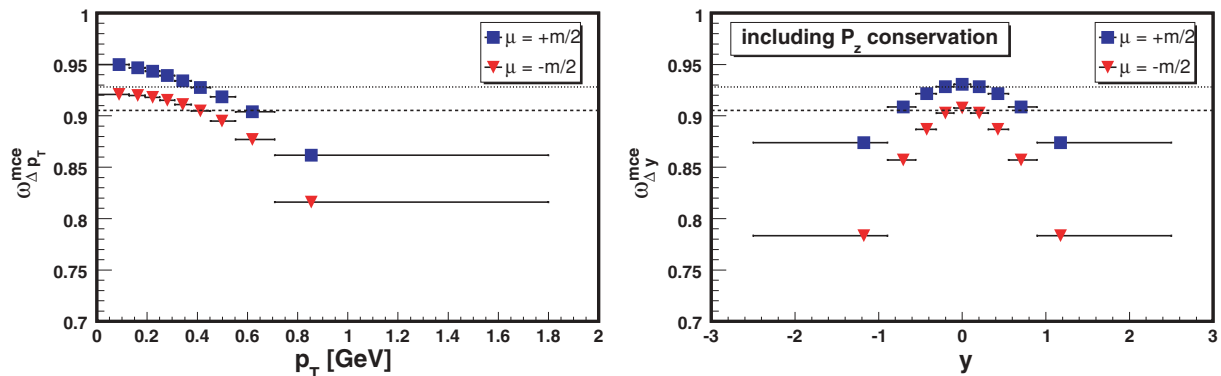 ω^mce_Δ p_T
1
0.95
0.9
0.85
0.8
0.75
0.7
μ = +m/2
μ = -m/2
0 0.2 0.4 0.6 0.8 1 1.2 1.4 1.6 1.8 2
p_T [GeV]
ω^mce_Δ y
1
0.95
0.9
0.85
0.8
0.75
0.7
including P_z conservation
μ = +m/2
μ = -m/2
-3 -2 -1 0 1 2 3
y